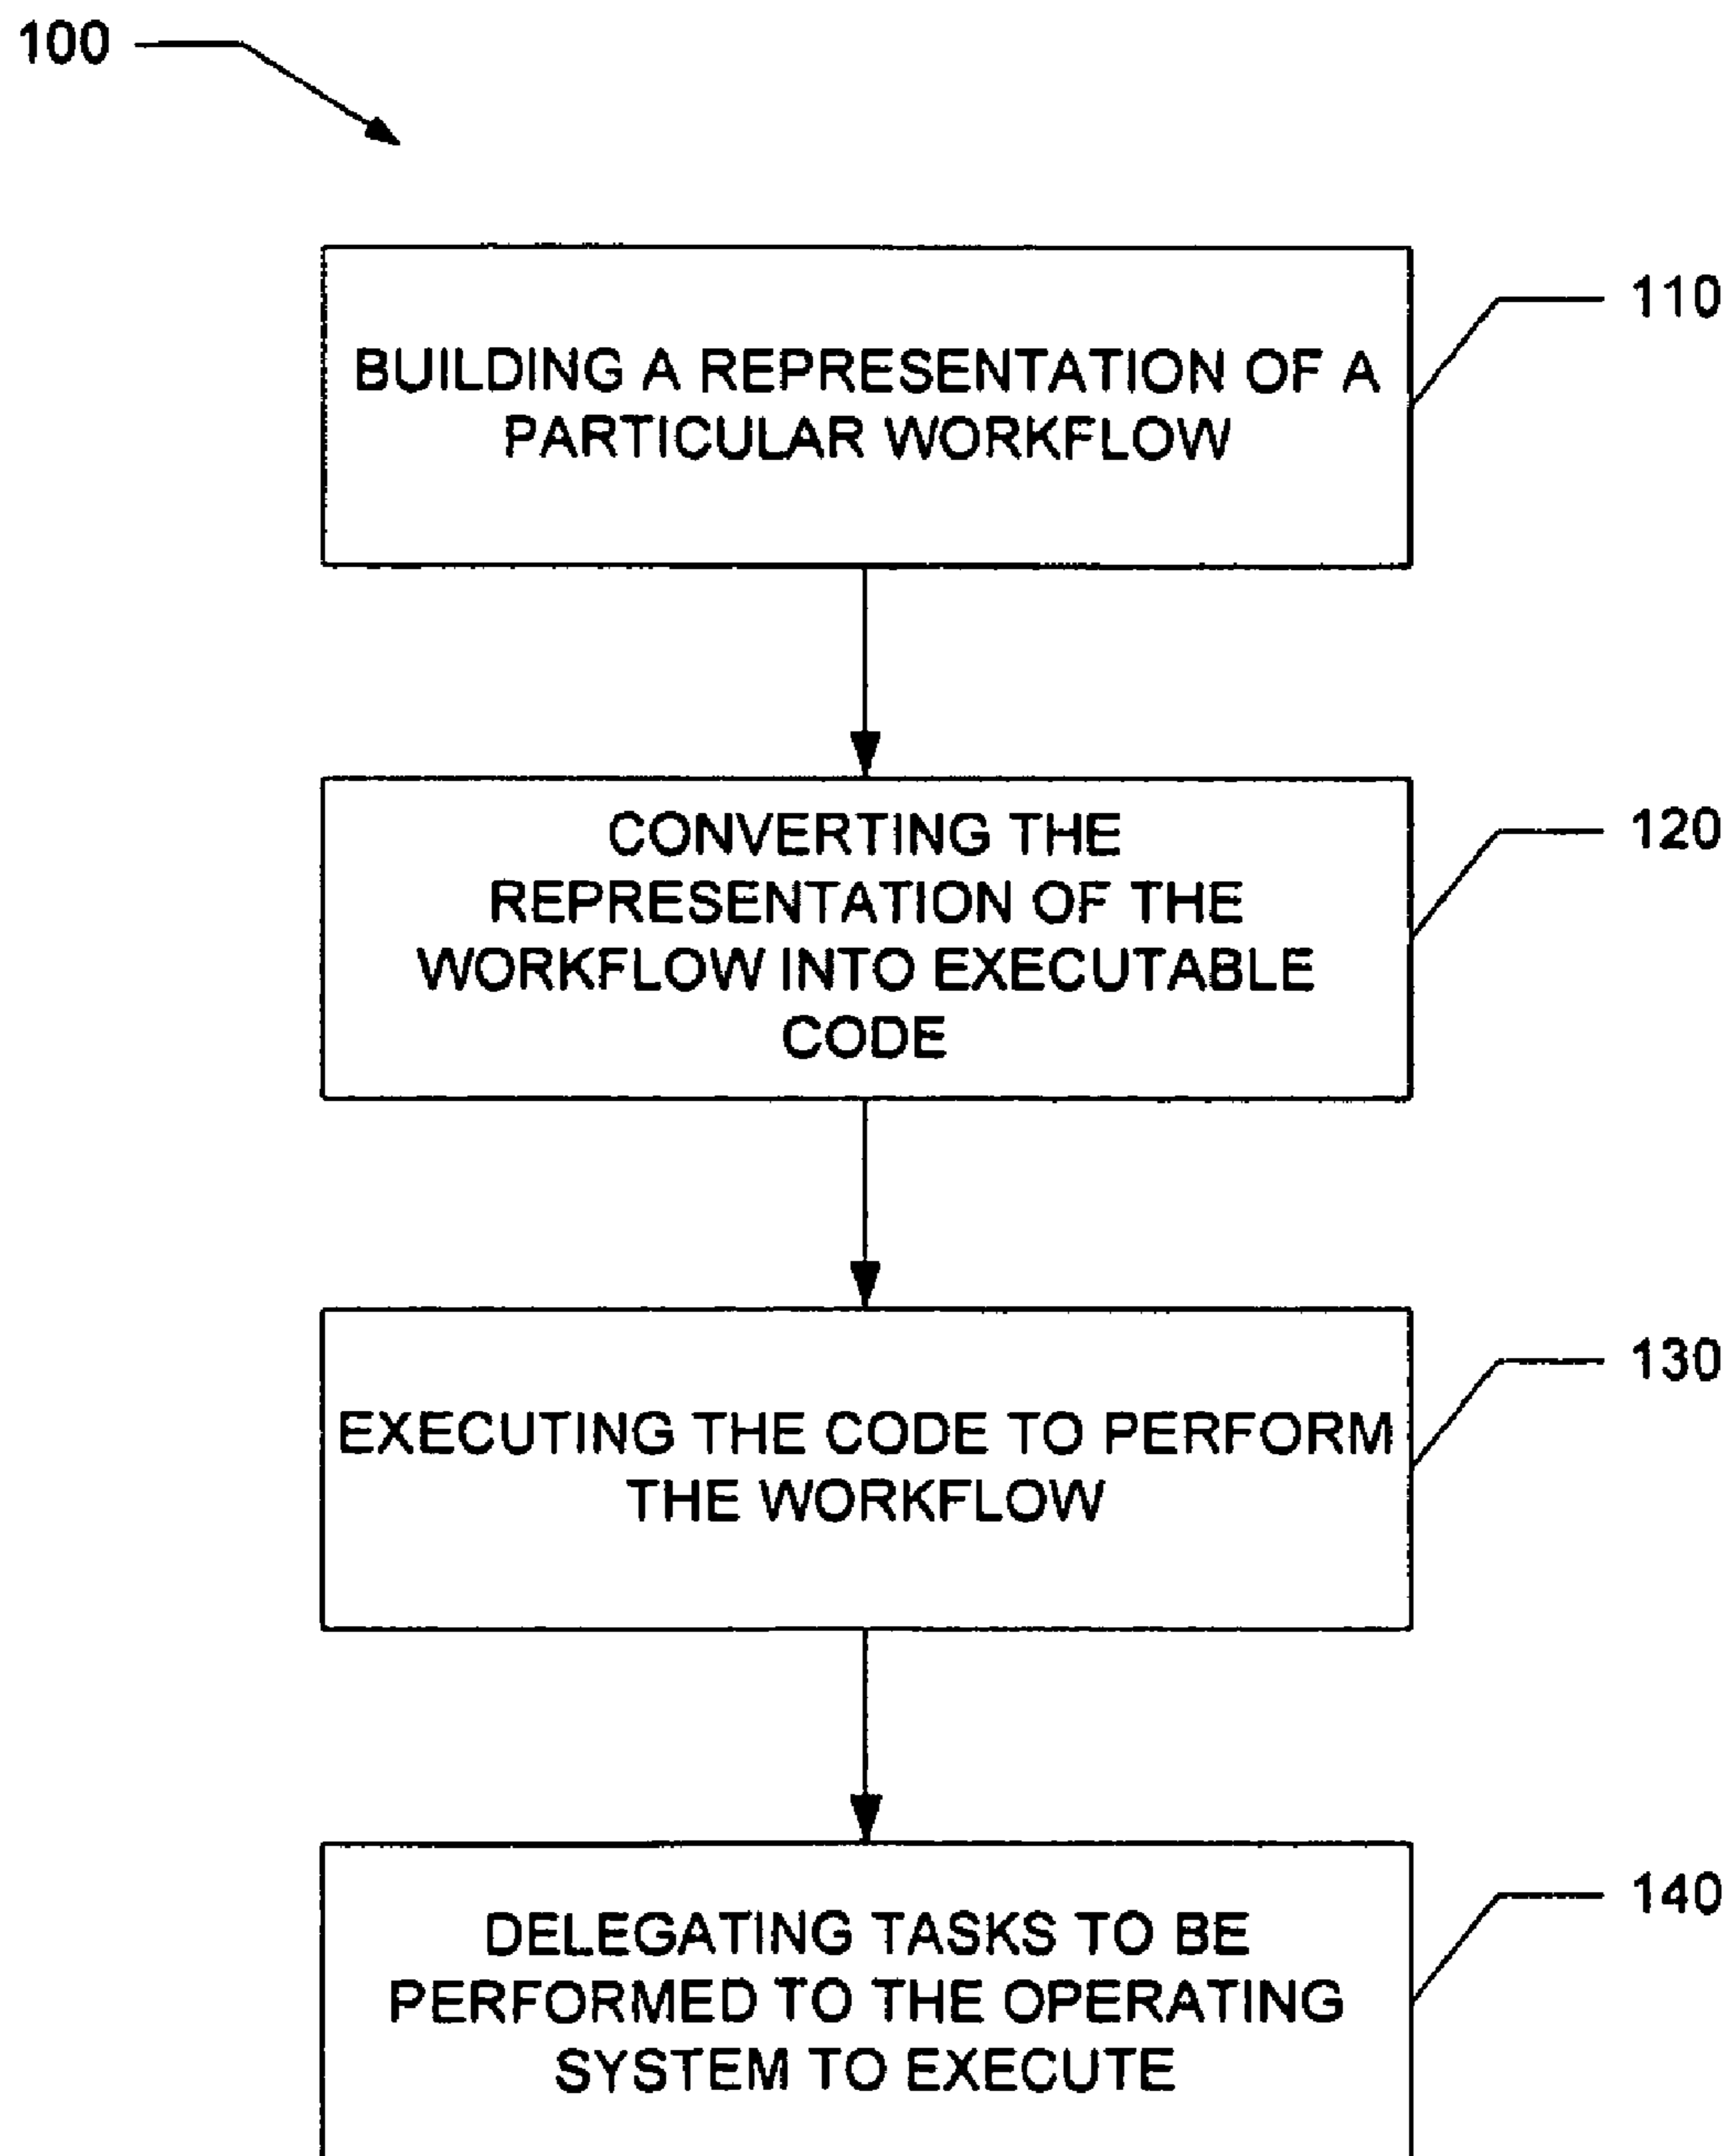 100
110
BUILDING A REPRESENTATION OF A
PARTICULAR WORKFLOW
120
CONVERTING THE
REPRESENTATION OF THE
WORKFLOW INTO EXECUTABLE
CODE
130
EXECUTING THE CODE TO PERFORM
THE WORKFLOW
140
DELEGATING TASKS TO BE
PERFORMED TO THE OPERATING
SYSTEM TO EXECUTE